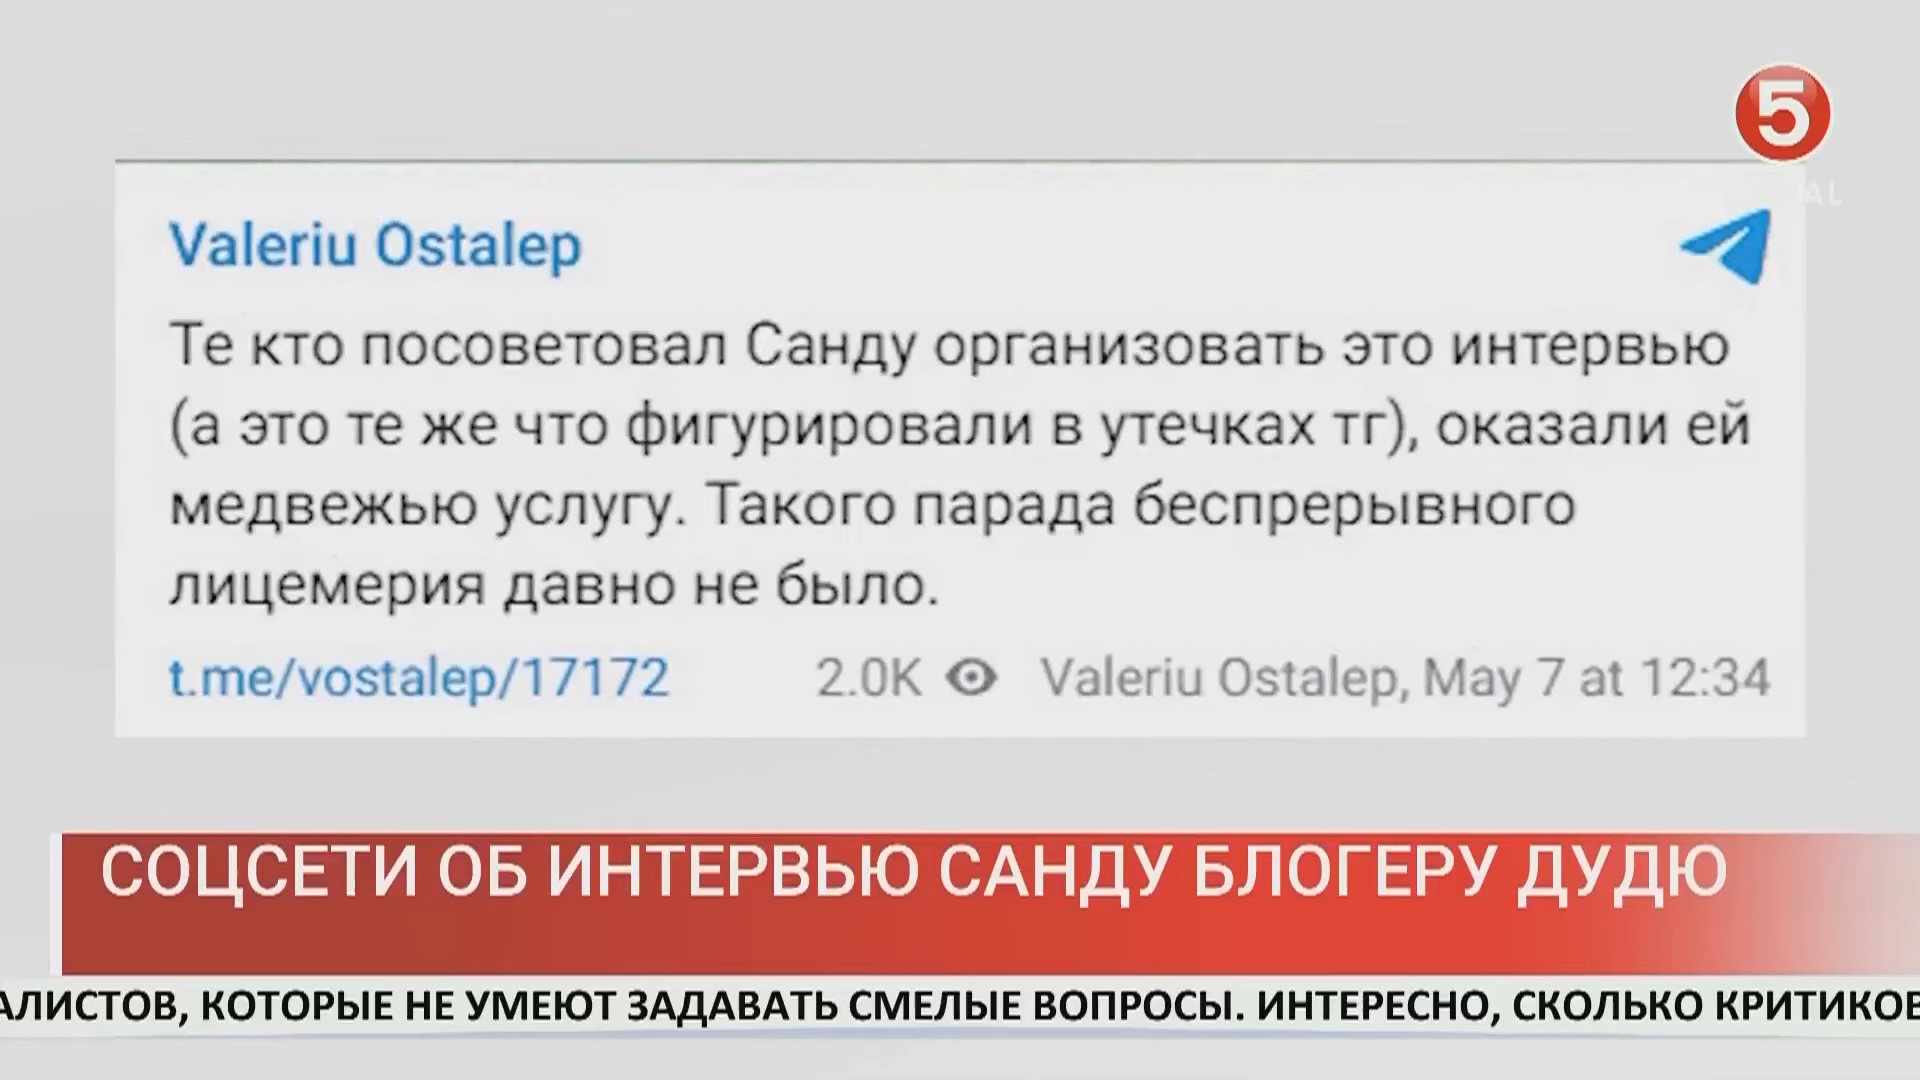 5
Valeriu Ostalep
Те кто посоветовал Санду организовать это интервью
(а это те же что фигурировали в утечках тг), оказали ей
медвежью услугу. Такого парада беспрерывного
лицемерия давно не было.
t.me/vostalep/17172 2.0K Valeriu Ostalep, May 7 at 12:34
СОЦСЕТИ ОБ ИНТЕРВЬЮ САНДУ БЛОГЕРУ ДУДЮ
АЛИСТОВ, КОТОРЫЕ НЕ УМЕЮТ ЗАДАВАТЬ СМЕЛЫЕ ВОПРОСЫ. ИНТЕРЕСНО, СКОЛЬКО КРИТИКОВ